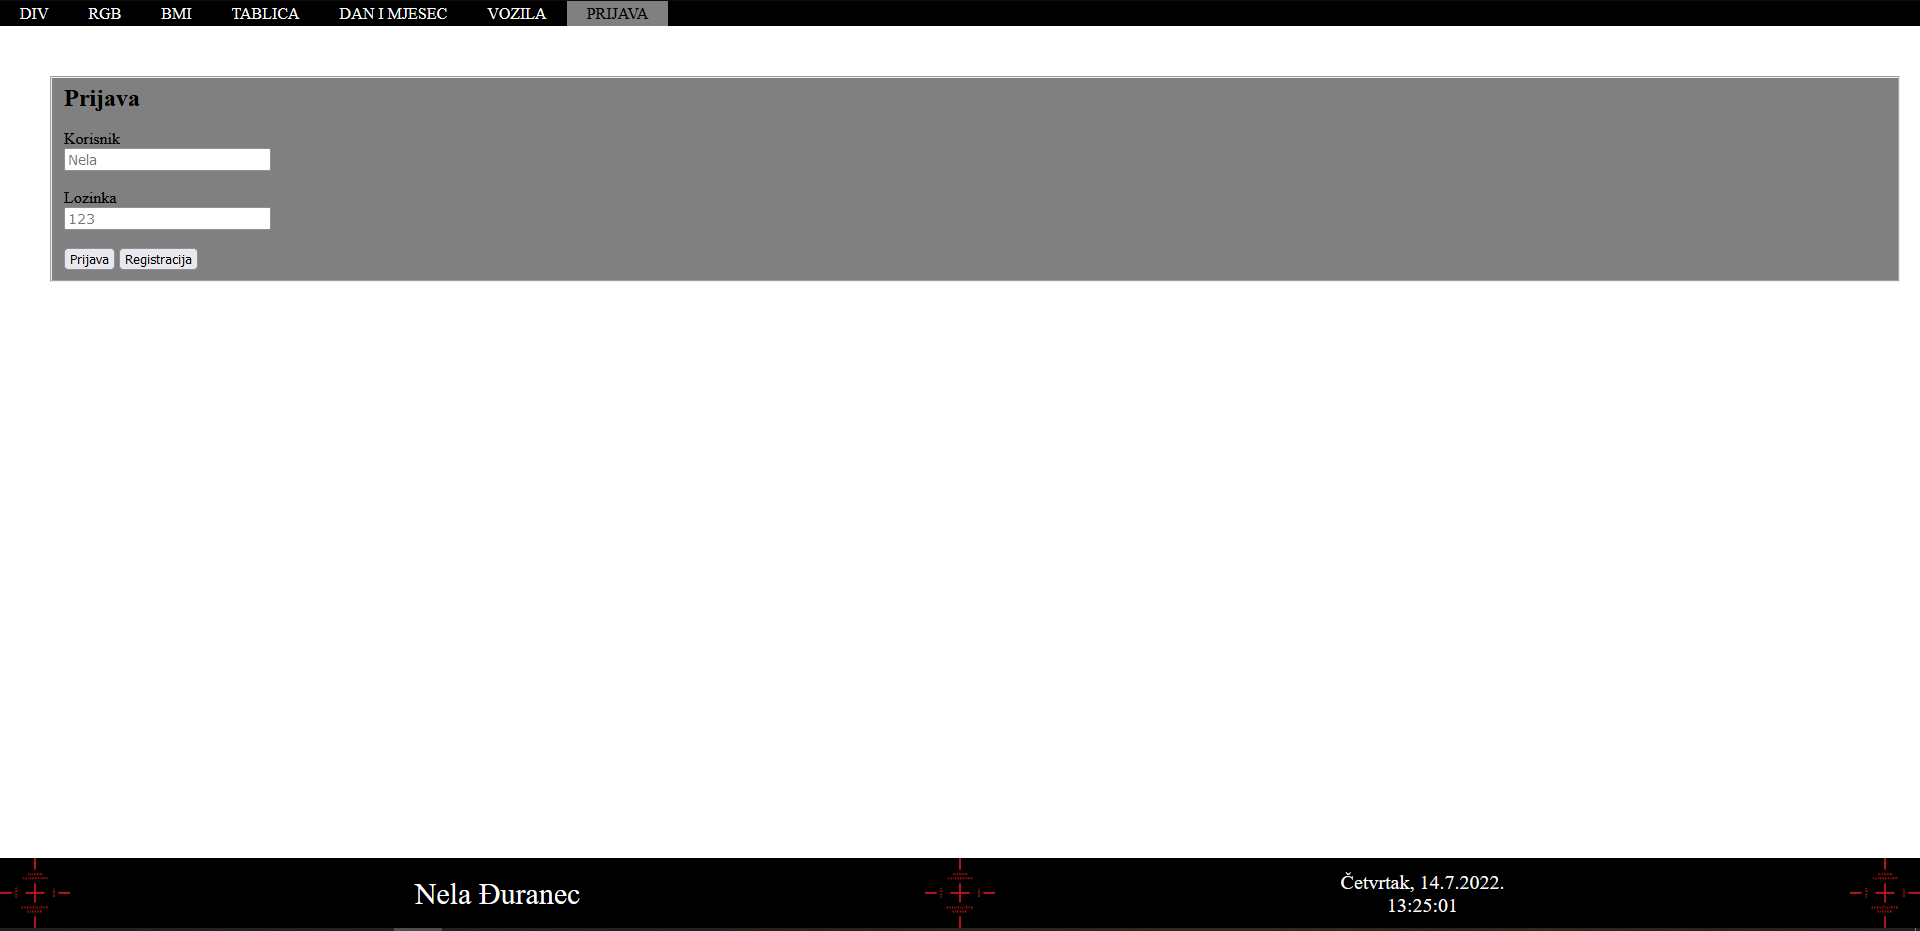 DIV RGB BMI TABLICA DAN I MJESEC VOZILA PRIJAVA
Prijava
Korisnik
Nela
Lozinka
123
Prijava Registracija
Nela Đuranec
Četvrtak, 14.7.2022.
13:25:01